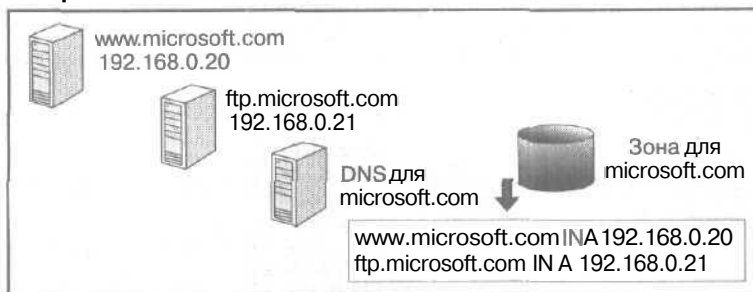 www.microsoft.com
192.168.0.20
ftp.microsoft.com
192.168.0.21
DNS для
microsoft.com
Зона для
microsoft.com
www.microsoft.com IN A 192.168.0.20
ftp.microsoft.com IN A 192.168.0.21